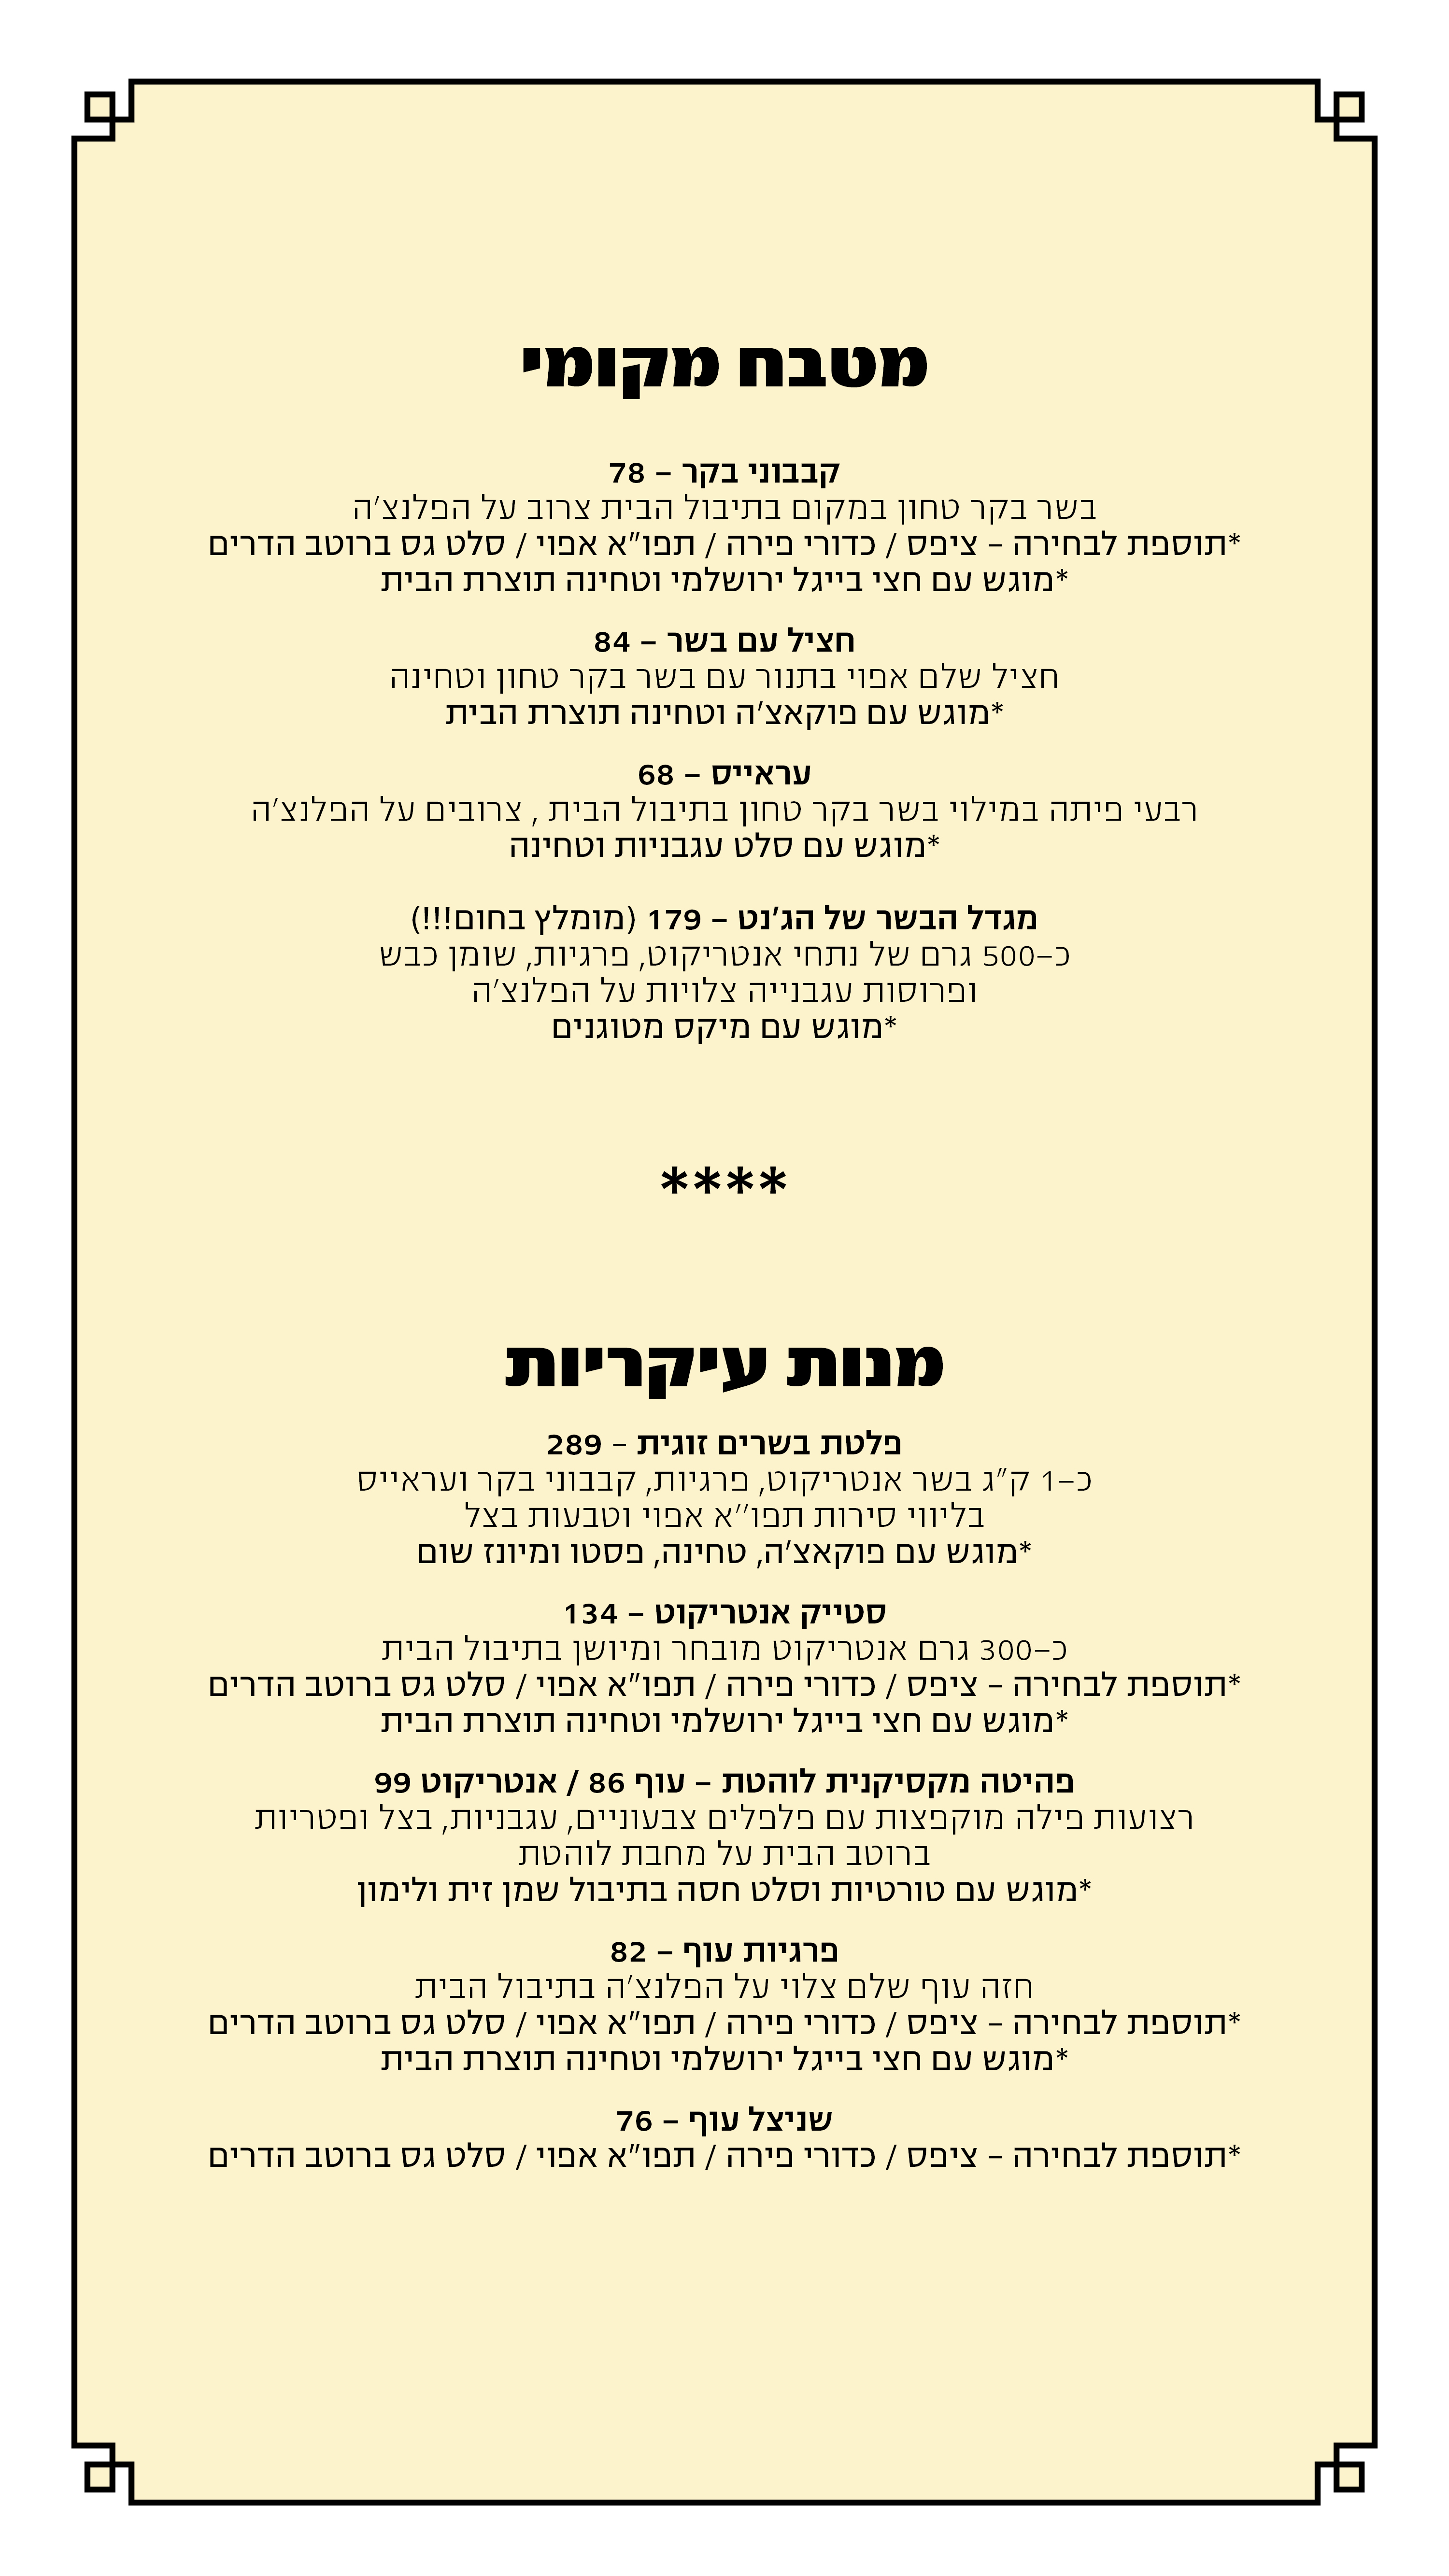 מטבח מקומי
קבבוני בקר – 78
בשר בקר טחון במקום בתיבול הבית צרוב על הפלנצ'ה
*תוספת לבחירה – ציפס / כדורי פירה / תפו"א אפוי / סלט גס ברוטב הדרים
*מוגש עם חצי בייגל ירושלמי וטחינה תוצרת הבית
חציל עם בשר – 84
חציל שלם אפוי בתנור עם בשר בקר טחון וטחינה
*מוגש עם פוקאצ'ה וטחינה תוצרת הבית
עראייס – 68
רבעי פיתה במילוי בשר בקר טחון בתיבול הבית , צרובים על הפלנצ'ה
*מוגש עם סלט עגבניות וטחינה
מגדל הבשר של הג'נט – 179 (מומלץ בחום!!!)
כ–500 גרם של נתחי אנטריקוט, פרגיות, שומן כבש
ופרוסות עגבנייה צלויות על הפלנצ'ה
*מוגש עם מיקס מטוגנים
****
מנות עיקריות
פלטת בשרים זוגית – 289
כ–1 ק"ג בשר אנטריקוט, פרגיות, קבבוני בקר ועראייס
בליווי סירות תפו''א אפוי וטבעות בצל
*מוגש עם פוקאצ'ה, טחינה, פסטו ומיונז שום
סטייק אנטריקוט – 134
כ–300 גרם אנטריקוט מובחר ומיושן בתיבול הבית
*תוספת לבחירה – ציפס / כדורי פירה / תפו"א אפוי / סלט גס ברוטב הדרים
*מוגש עם חצי בייגל ירושלמי וטחינה תוצרת הבית
פהיטה מקסיקנית לוהטת – עוף 86 / אנטריקוט 99
רצועות פילה מוקפצות עם פלפלים צבעוניים, עגבניות, בצל ופטריות
ברוטב הבית על מחבת לוהטת
*מוגש עם טורטיות וסלט חסה בתיבול שמן זית ולימון
פרגיות עוף – 82
חזה עוף שלם צלוי על הפלנצ'ה בתיבול הבית
*תוספת לבחירה – ציפס / כדורי פירה / תפו"א אפוי / סלט גס ברוטב הדרים
*מוגש עם חצי בייגל ירושלמי וטחינה תוצרת הבית
שניצל עוף – 76
*תוספת לבחירה – ציפס / כדורי פירה / תפו"א אפוי / סלט גס ברוטב הדרים